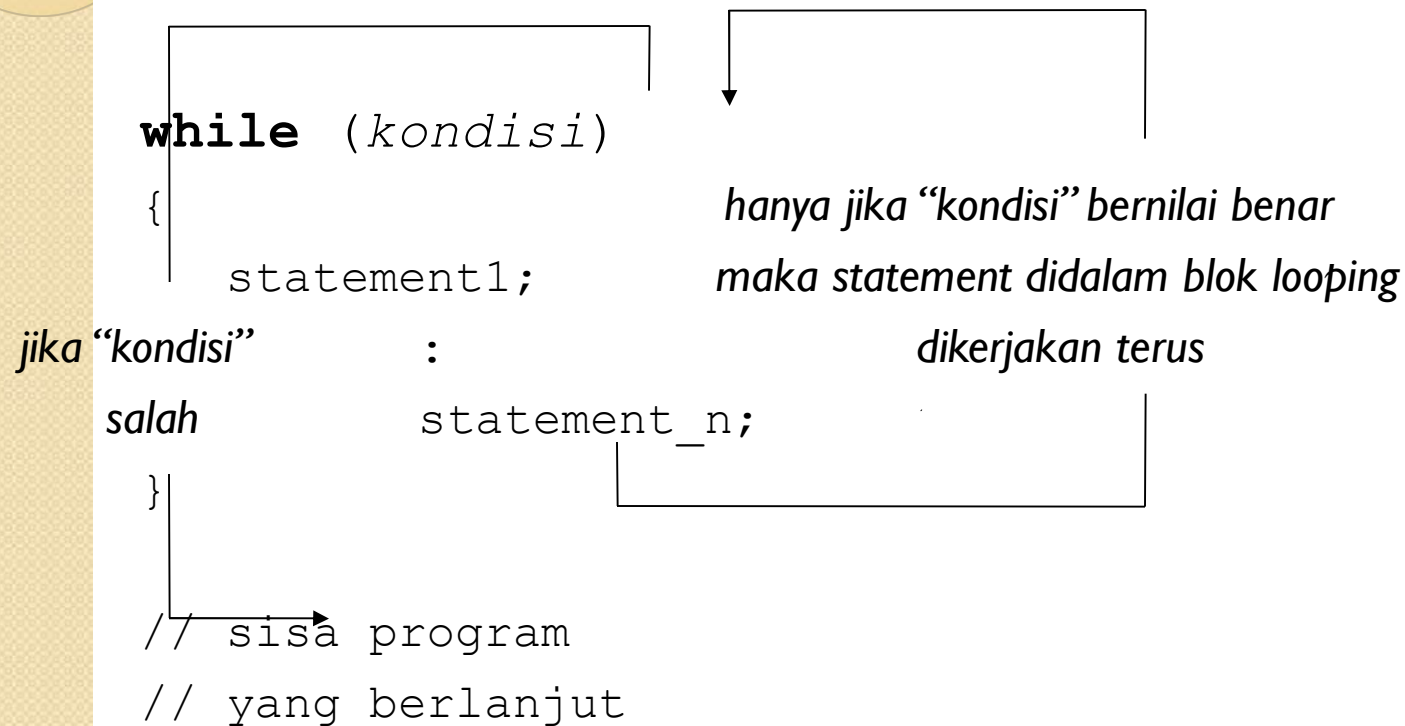 while (kondisi)
{ hanya jika “kondisi” bernilai benar
statement1; maka statement didalam blok looping
jika “kondisi” : dikerjakan terus
salah statement_n;
}
// sisa program
// yang berlanjut